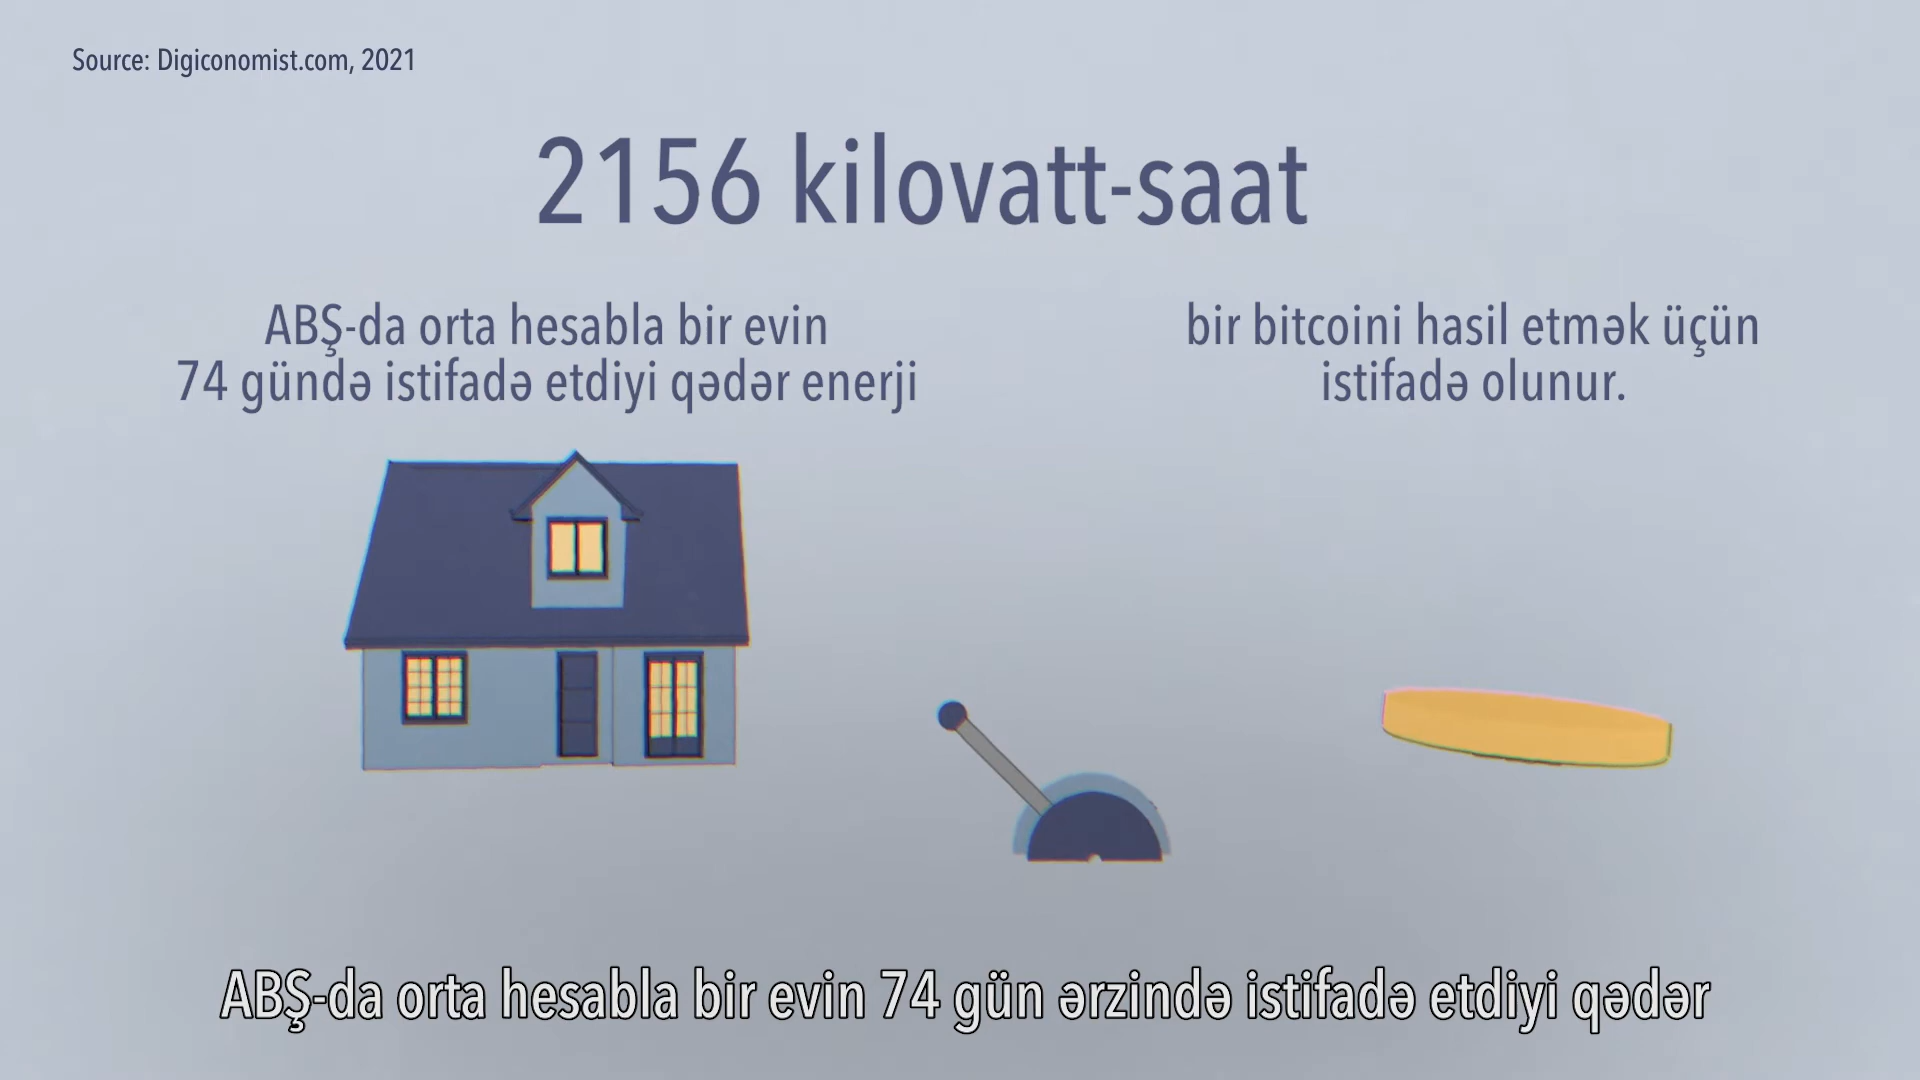 Source: Digiconomist.com, 2021
2156 kilovatt-saat
ABŞ-da orta hesabla bir evin
74 gündə istifadə etdiyi qədər enerji
bir bitcoini hasil etmək üçün
istifadə olunur.
ABŞ-da orta hesabla bir evin 74 gün ərzində istifadə etdiyi qədər